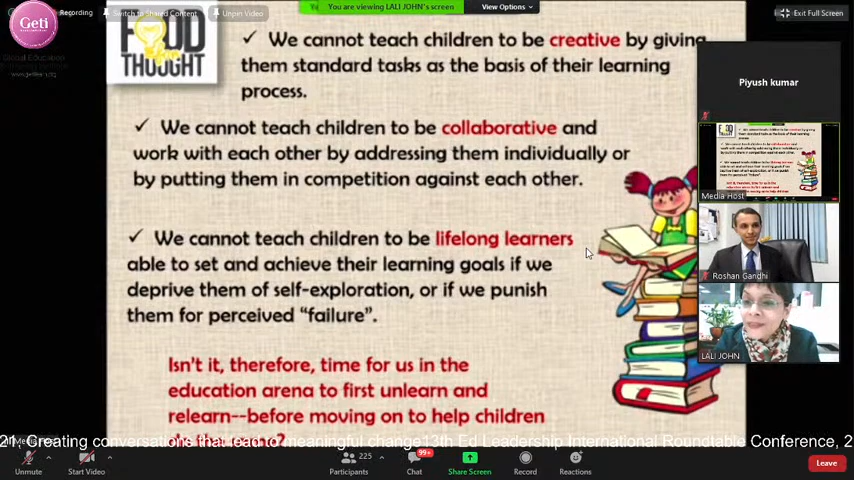 Geti
Recording
Switch to Shared Content
Unpin Video
You are viewing LALI JOHN's screen
View Options
Exit Full Screen
FOOD
FOR
THOUGHT
✓ We cannot teach children to be creative by giving
them standard tasks as the basis of their learning
process.
✓ We cannot teach children to be collaborative and
work with each other by addressing them individually or
by putting them in competition against each other.
✓ We cannot teach children to be lifelong learners
able to set and achieve their learning goals if we
deprive them of self-exploration, or if we punish
them for perceived "failure".
Isn't it, therefore, time for us in the
education arena to first unlearn and
relearn--before moving on to help children
Piyush kumar
Media Host
Roshan Gandhi
LALI JOHN
21, Creating conversations that lead to meaningful change13th Ed Leadership International Roundtable Conference, 2
Unmute
Start Video
225
Participants
99+
Chat
Share Screen
Record
Reactions
Leave